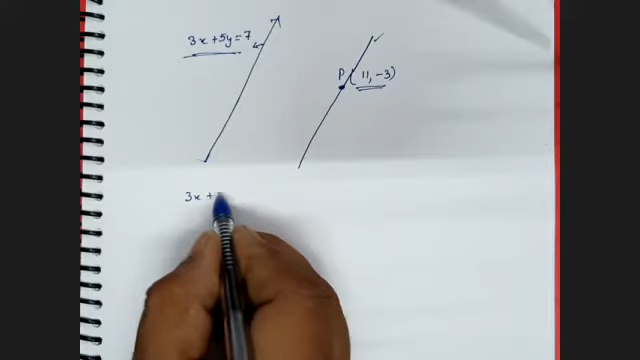 3x + 5y = 7
P (11, -3)
3x +